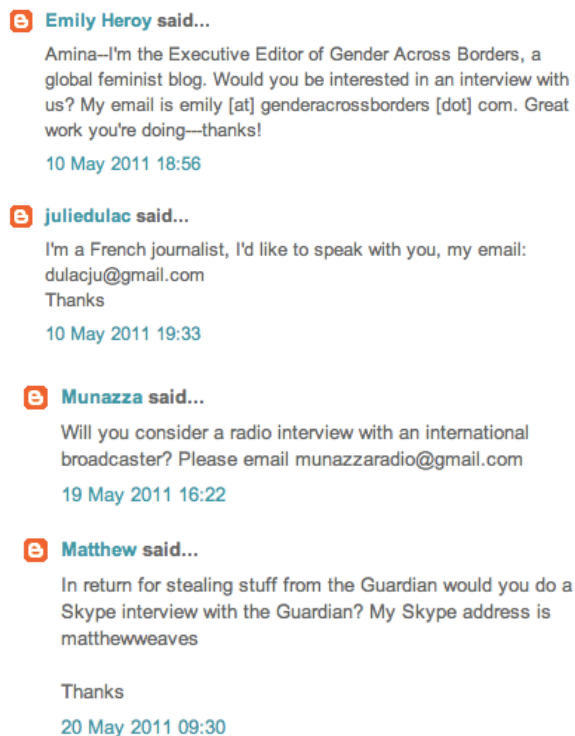 Emily Heroy said...
Amina--I'm the Executive Editor of Gender Across Borders, a
global feminist blog. Would you be interested in an interview with
us? My email is emily [at] genderacrossborders [dot] com. Great
work you're doing---thanks!
10 May 2011 18:56
juliedulac said...
I'm a French journalist, I'd like to speak with you, my email:
dulacju@gmail.com
Thanks
10 May 2011 19:33
Munazza said...
Will you consider a radio interview with an international
broadcaster? Please email munazzaradio@gmail.com
19 May 2011 16:22
Matthew said...
In return for stealing stuff from the Guardian would you do a
Skype interview with the Guardian? My Skype address is
matthewweaves
Thanks
20 May 2011 09:30